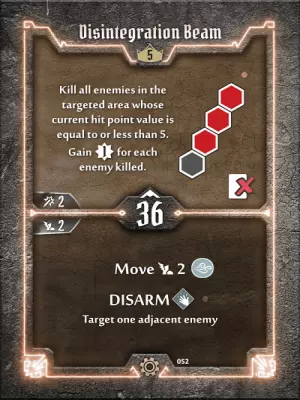 Disintegration Beam
5
Kill all enemies in the
targeted area whose
current hit point value is
equal to or less than 5.
Gain 1 for each
enemy killed.
2
36
2
Move 2
DISARM
Target one adjacent enemy
052